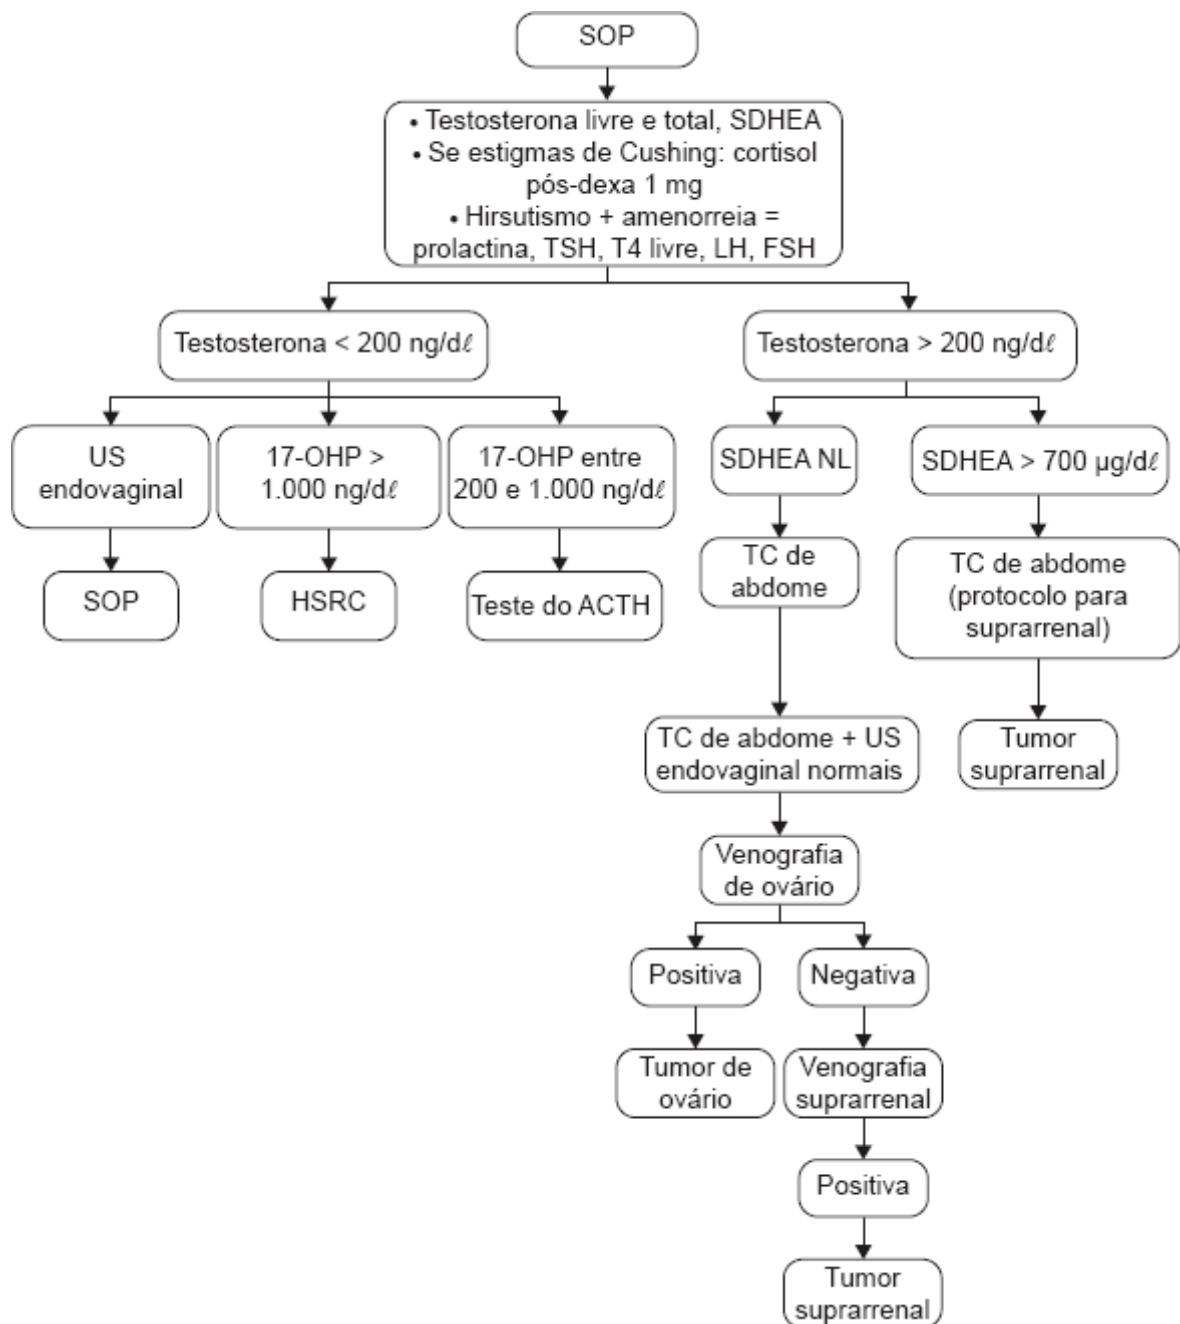 SOP
• Testosterona livre e total, SDHEA
• Se estigmas de Cushing: cortisol
pós-dexa 1 mg
• Hirsutismo + amenorreia =
prolactina, TSH, T4 livre, LH, FSH
Testosterona < 200 ng/dℓ
Testosterona > 200 ng/dℓ
US
endovaginal
17-OHP >
1.000 ng/dℓ
17-OHP entre
200 e 1.000 ng/dℓ
SDHEA NL
SDHEA > 700 µg/dℓ
SOP
HSRC
Teste do ACTH
TC de
abdome
TC de abdome
(protocolo para
suprarrenal)
TC de abdome + US
endovaginal normais
Tumor
suprarrenal
Venografia
de ovário
Positiva
Negativa
Tumor de
ovário
Venografia
suprarrenal
Positiva
Tumor
suprarrenal